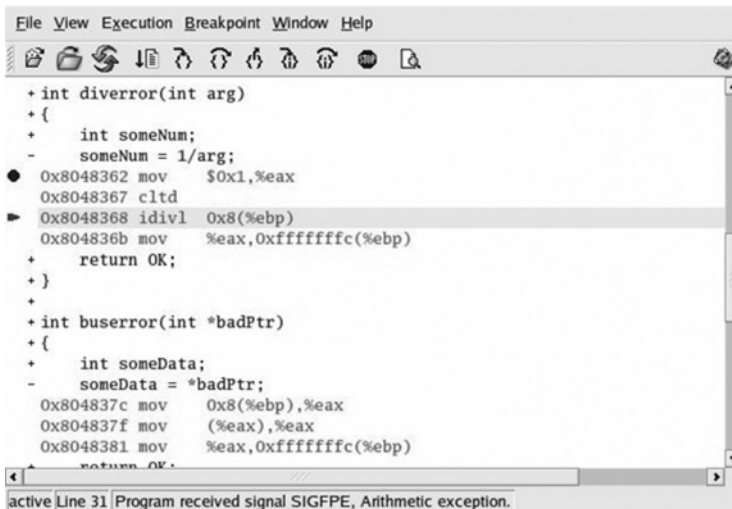 File View Execution Breakpoint Window Help
STOP
+ int diverror(int arg)
+ {
+ int someNum;
- someNum = 1/arg;
0x8048362 mov $0x1,%eax
0x8048367 cltd
0x8048368 idivl 0x8(%ebp)
0x804836b mov %eax,0xfffffffc(%ebp)
+ return OK;
+ }
+
+ int buserror(int *badPtr)
+ {
+ int someData;
- someData = *badPtr;
0x804837c mov 0x8(%ebp),%eax
0x804837f mov (%eax),%eax
0x8048381 mov %eax,0xfffffffc(%ebp)
+ return OK;
active Line 31 Program received signal SIGFPE, Arithmetic exception.